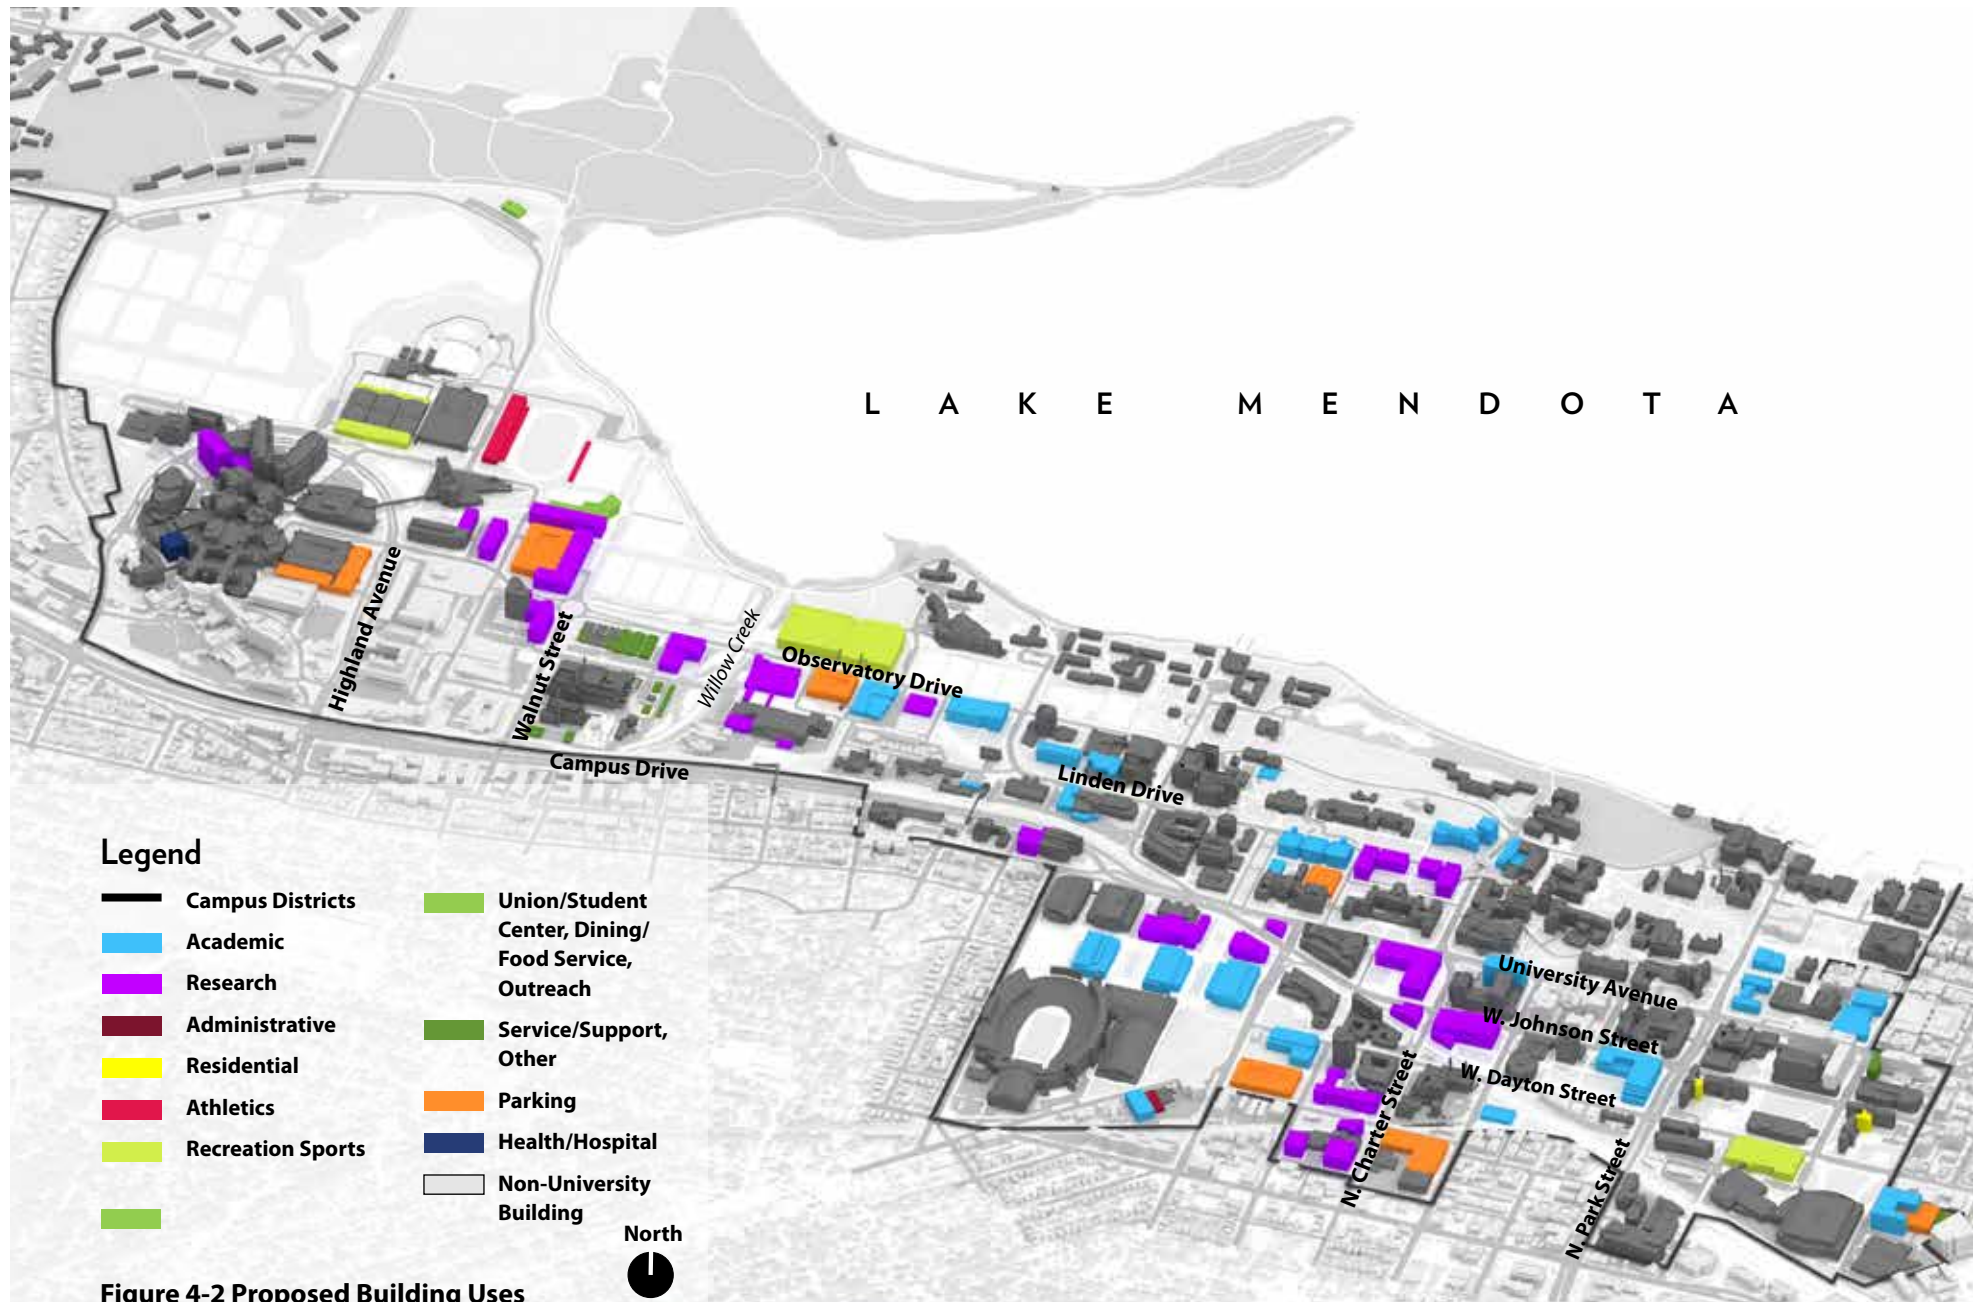 LAKE MENDOTA
Highland Avenue
Walnut Street
Willow Creek
Observatory Drive
Campus Drive
Linden Drive
University Avenue
W. Johnson Street
W. Dayton Street
N. Charter Street
N. Park Street
Legend
Campus Districts
Academic
Research
Administrative
Residential
Athletics
Recreation Sports
Union/Student
Center, Dining/
Food Service,
Outreach
Service/Support,
Other
Parking
Health/Hospital
Non-University
Building
North
Figure 4-2 Proposed Building Uses